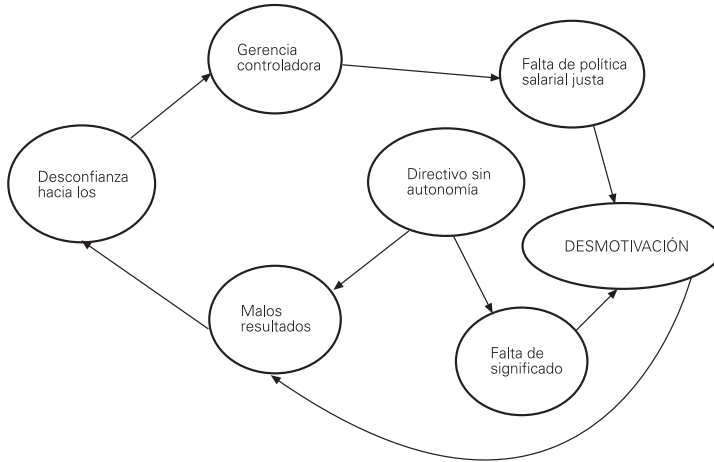 Gerencia
controladora
Falta de política
salarial justa
Desconfianza
hacia los
Directivo sin
autonomía
DESMOTIVACIÓN
Malos
resultados
Falta de
significado